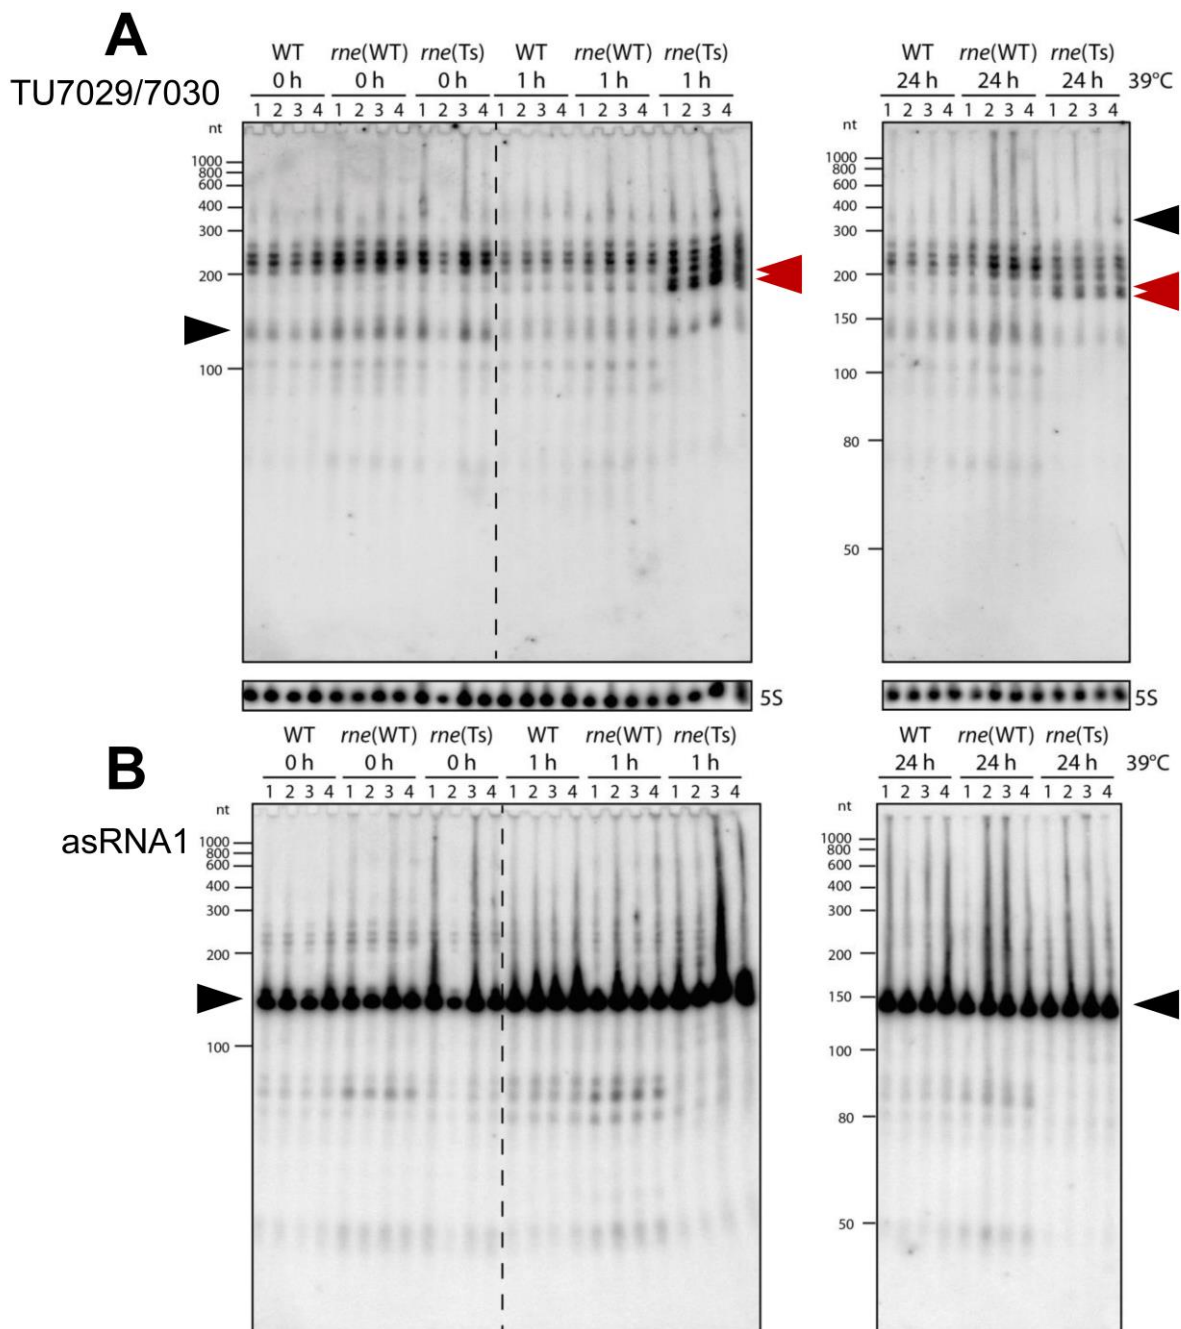 A
TU7029/7030
WT rne(WT) rne(Ts) WT rne(WT) rne(Ts)
0 h 0 h 0 h 1 h 1 h 1 h
1 2 3 4 1 2 3 4 1 2 3 4 1 2 3 4 1 2 3 4 1 2 3 4
nt
1000
800
600
400
300
200
100
5S
WT rne(WT) rne(Ts)
24 h 24 h 24 h 39°C
1 2 3 4 1 2 3 4 1 2 3 4
nt
1000
800
600
400
300
200
150
100
80
50
5S
B
asRNA1
WT rne(WT) rne(Ts) WT rne(WT) rne(Ts)
0 h 0 h 0 h 1 h 1 h 1 h
1 2 3 4 1 2 3 4 1 2 3 4 1 2 3 4 1 2 3 4 1 2 3 4
nt
1000
800
600
400
300
200
100
WT rne(WT) rne(Ts)
24 h 24 h 24 h 39°C
1 2 3 4 1 2 3 4 1 2 3 4
nt
1000
800
600
400
300
200
150
100
80
50